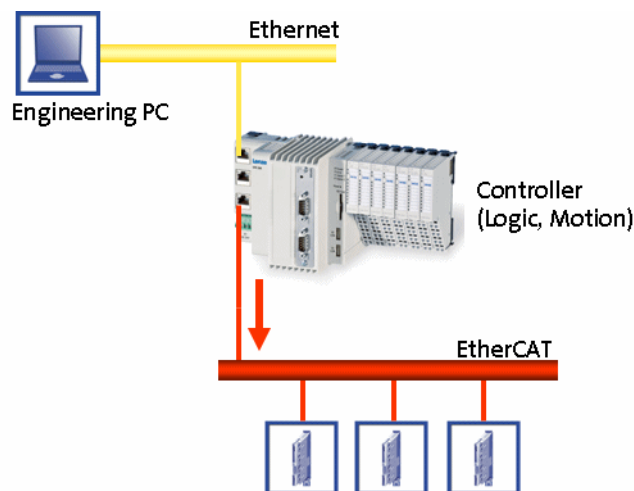 Ethernet
Engineering PC
Controller
(Logic, Motion)
EtherCAT